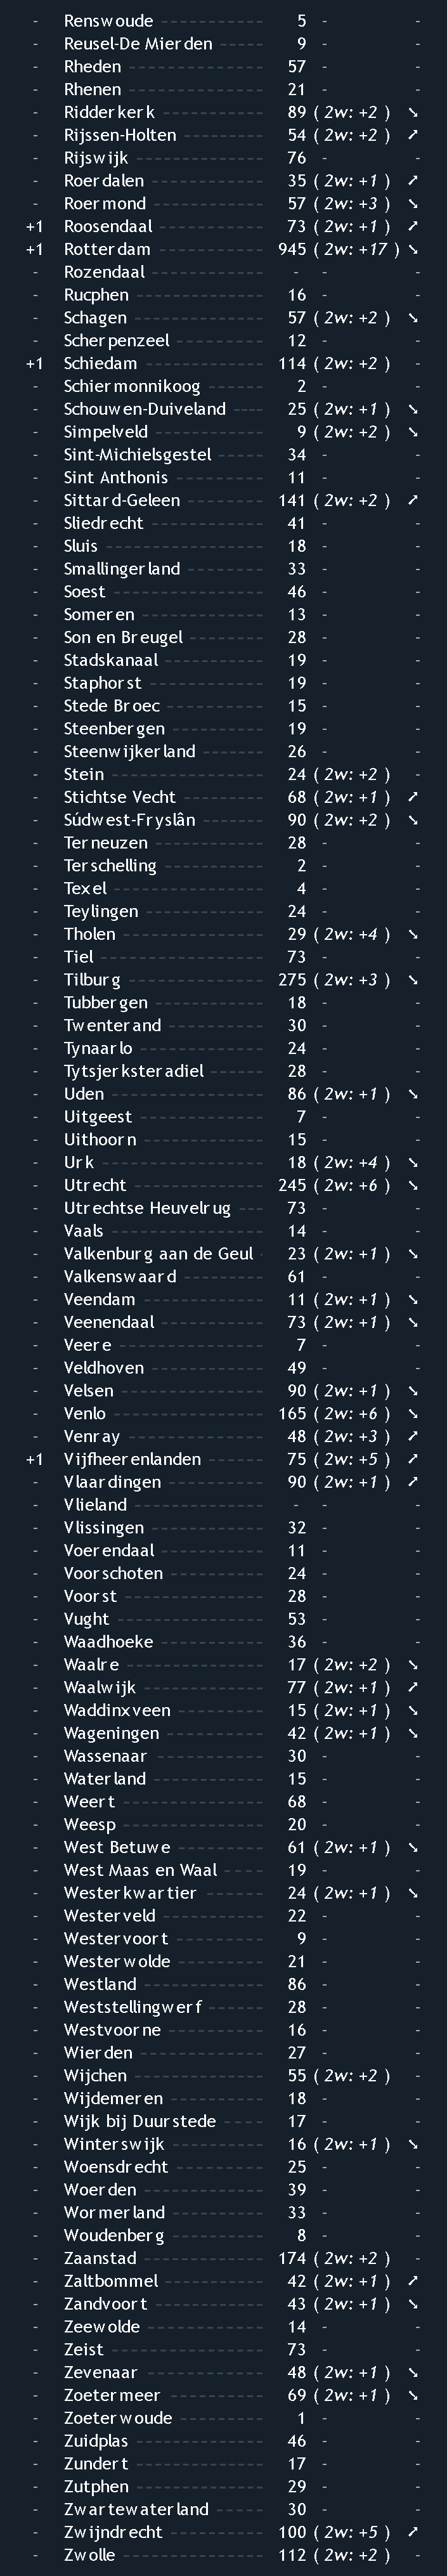 - Renswoude 5 - -
- Reusel-De Mierden 9 - -
- Rheden 57 - -
- Rhenen 21 - -
- Ridderkerk 89 ( 2w: +2 ) ➘
- Rijssen-Holten 54 ( 2w: +2 ) ➚
- Rijswijk 76 - -
- Roerdalen 35 ( 2w: +1 ) ➚
- Roermond 57 ( 2w: +3 ) ➘
+1 Roosendaal 73 ( 2w: +1 ) ➚
+1 Rotterdam 945 ( 2w: +17 ) ➘
- Rozendaal - - -
- Rucphen 16 - -
- Schagen 57 ( 2w: +2 ) ➘
- Scherpenzeel 12 - -
+1 Schiedam 114 ( 2w: +2 ) -
- Schiermonnikoog 2 - -
- Schouwen-Duiveland 25 ( 2w: +1 ) ➘
- Simpelveld 9 ( 2w: +2 ) ➘
- Sint-Michielsgestel 34 - -
- Sint Anthonis 11 - -
- Sittard-Geleen 141 ( 2w: +2 ) ➚
- Sliedrecht 41 - -
- Sluis 18 - -
- Smallingerland 33 - -
- Soest 46 - -
- Someren 13 - -
- Son en Breugel 28 - -
- Stadskanaal 19 - -
- Staphorst 19 - -
- Stede Broec 15 - -
- Steenbergen 19 - -
- Steenwijkerland 26 - -
- Stein 24 ( 2w: +2 ) -
- Stichtse Vecht 68 ( 2w: +1 ) ➚
- Súdwest-Fryslân 90 ( 2w: +2 ) ➘
- Terneuzen 28 - -
- Terschelling 2 - -
- Texel 4 - -
- Teylingen 24 - -
- Tholen 29 ( 2w: +4 ) ➘
- Tiel 73 - -
- Tilburg 275 ( 2w: +3 ) ➘
- Tubbergen 18 - -
- Twenterand 30 - -
- Tynaarlo 24 - -
- Tytsjerksteradiel 28 - -
- Uden 86 ( 2w: +1 ) ➘
- Uitgeest 7 - -
- Uithoorn 15 - -
- Urk 18 ( 2w: +4 ) ➘
- Utrecht 245 ( 2w: +6 ) ➘
- Utrechtse Heuvelrug 73 - -
- Vaals 14 - -
- Valkenburg aan de Geul 23 ( 2w: +1 ) ➘
- Valkenswaard 61 - -
- Veendam 11 ( 2w: +1 ) ➘
- Veenendaal 73 ( 2w: +1 ) ➘
- Veere 7 - -
- Veldhoven 49 - -
- Velsen 90 ( 2w: +1 ) ➘
- Venlo 165 ( 2w: +6 ) ➘
- Venray 48 ( 2w: +3 ) ➚
+1 Vijfheerenlanden 75 ( 2w: +5 ) ➚
- Vlaardingen 90 ( 2w: +1 ) ➚
- Vlieland - - -
- Vlissingen 32 - -
- Voerendaal 11 - -
- Voorschoten 24 - -
- Voorst 28 - -
- Vught 53 - -
- Waadhoeke 36 - -
- Waalre 17 ( 2w: +2 ) ➘
- Waalwijk 77 ( 2w: +1 ) ➚
- Waddinxveen 15 ( 2w: +1 ) ➘
- Wageningen 42 ( 2w: +1 ) ➘
- Wassenaar 30 - -
- Waterland 15 - -
- Weert 68 - -
- Weesp 20 - -
- West Betuwe 61 ( 2w: +1 ) ➘
- West Maas en Waal 19 - -
- Westerkwartier 24 ( 2w: +1 ) ➘
- Westerveld 22 - -
- Westervoort 9 - -
- Westerwolde 21 - -
- Westland 86 - -
- Weststellingwerf 28 - -
- Westvoorne 16 - -
- Wierden 27 - -
- Wijchen 55 ( 2w: +2 ) -
- Wijdemeren 18 - -
- Wijk bij Duurstede 17 - -
- Winterswijk 16 ( 2w: +1 ) ➘
- Woensdrecht 25 - -
- Woerden 39 - -
- Wormerland 33 - -
- Woudenberg 8 - -
- Zaanstad 174 ( 2w: +2 ) -
- Zaltbommel 42 ( 2w: +1 ) ➚
- Zandvoort 43 ( 2w: +1 ) ➘
- Zeewolde 14 - -
- Zeist 73 - -
- Zevenaar 48 ( 2w: +1 ) ➘
- Zoetermeer 69 ( 2w: +1 ) ➘
- Zoeterwoude 1 - -
- Zuidplas 46 - -
- Zundert 17 - -
- Zutphen 29 - -
- Zwartewaterland 30 - -
- Zwijndrecht 100 ( 2w: +5 ) ➚
- Zwolle 112 ( 2w: +2 ) -